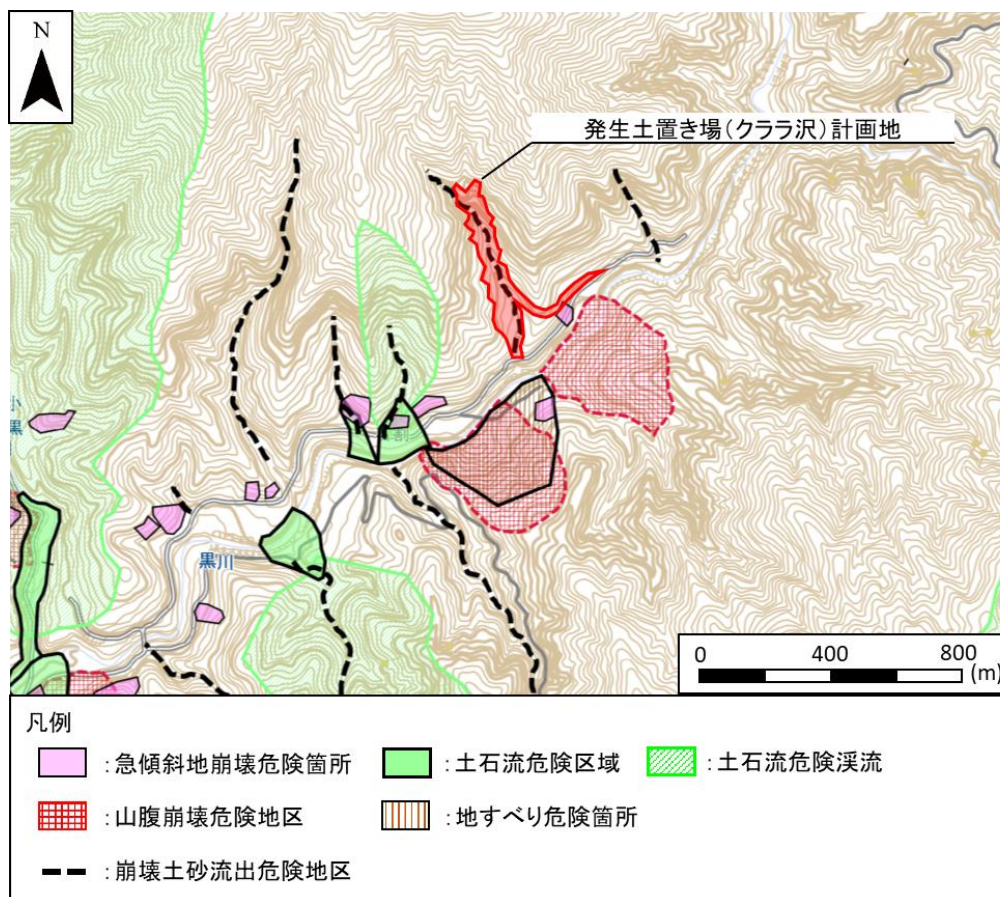 N
発生土置き場(クララ沢)計画地
小
黒
割
黒川
0 400 800
(m)
凡例
:急傾斜地崩壊危険箇所
:土石流危険区域
:土石流危険渓流
:山腹崩壊危険地区
:地すべり危険箇所
:崩壊土砂流出危険地区